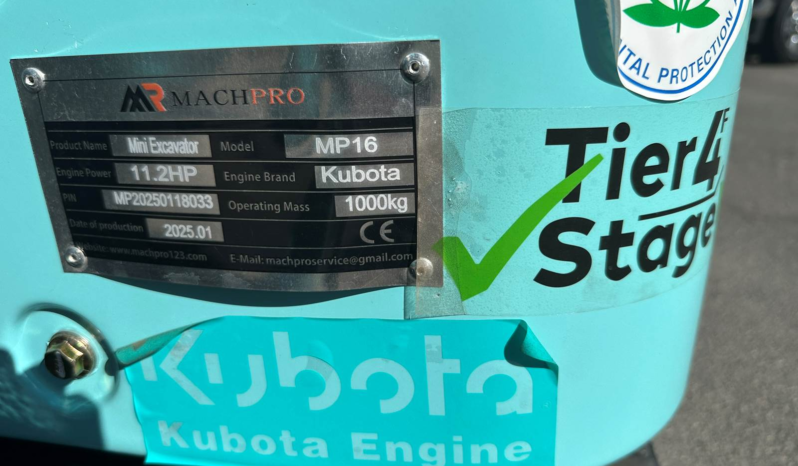 TAL PROTECTION
MACHPRO
Product Name Mini Excavator Model MP16
Engine Power 11.2HP Engine Brand Kubota
PIN MP20250118033 Operating Mass 1000kg
Date of production 2025.01 CE
Website: www.machpro123.com E-Mail: machproservice@gmail.com
Tier4F
Stage
Kubota
Kubota Engine